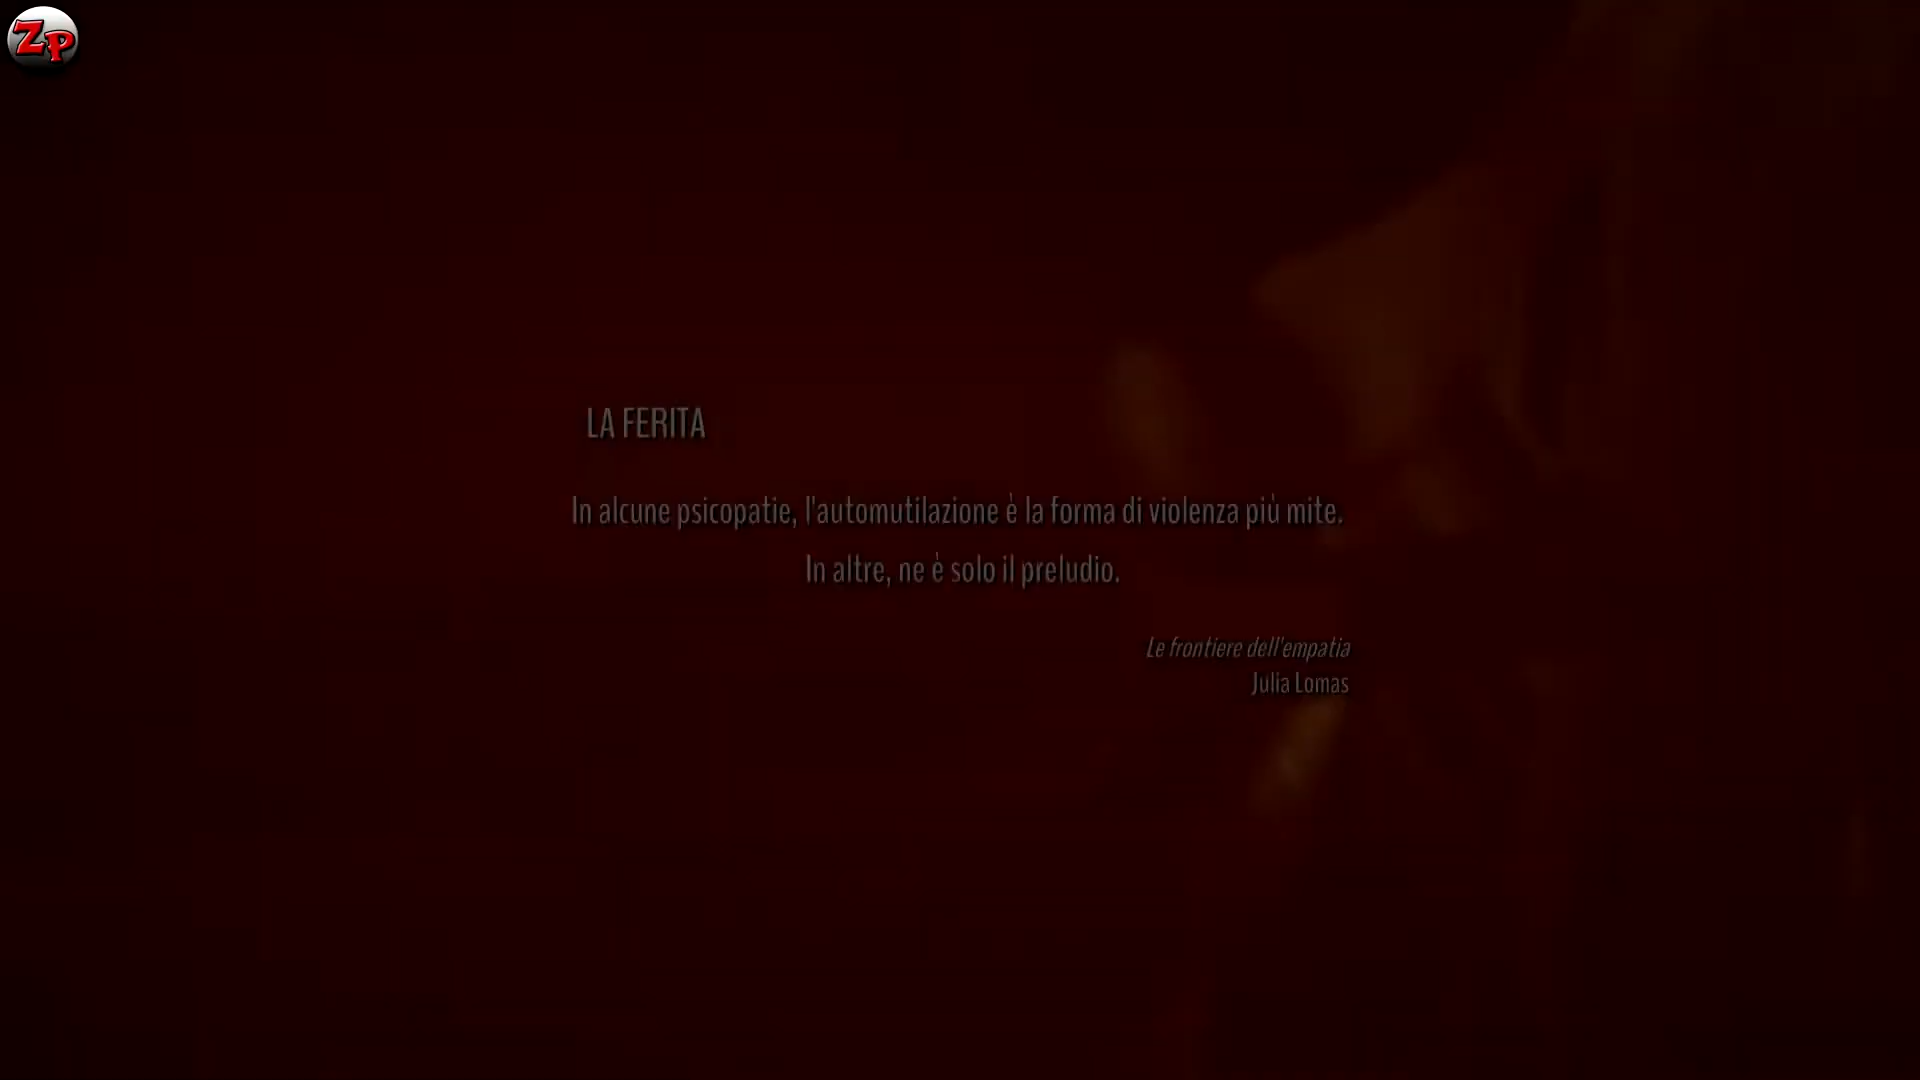 ZP
LA FERITA
In alcune psicopatie, l'automutilazione è la forma di violenza più mite.
In altre, ne è solo il preludio.
Le frontiere dell'empatia
Julia Lomas